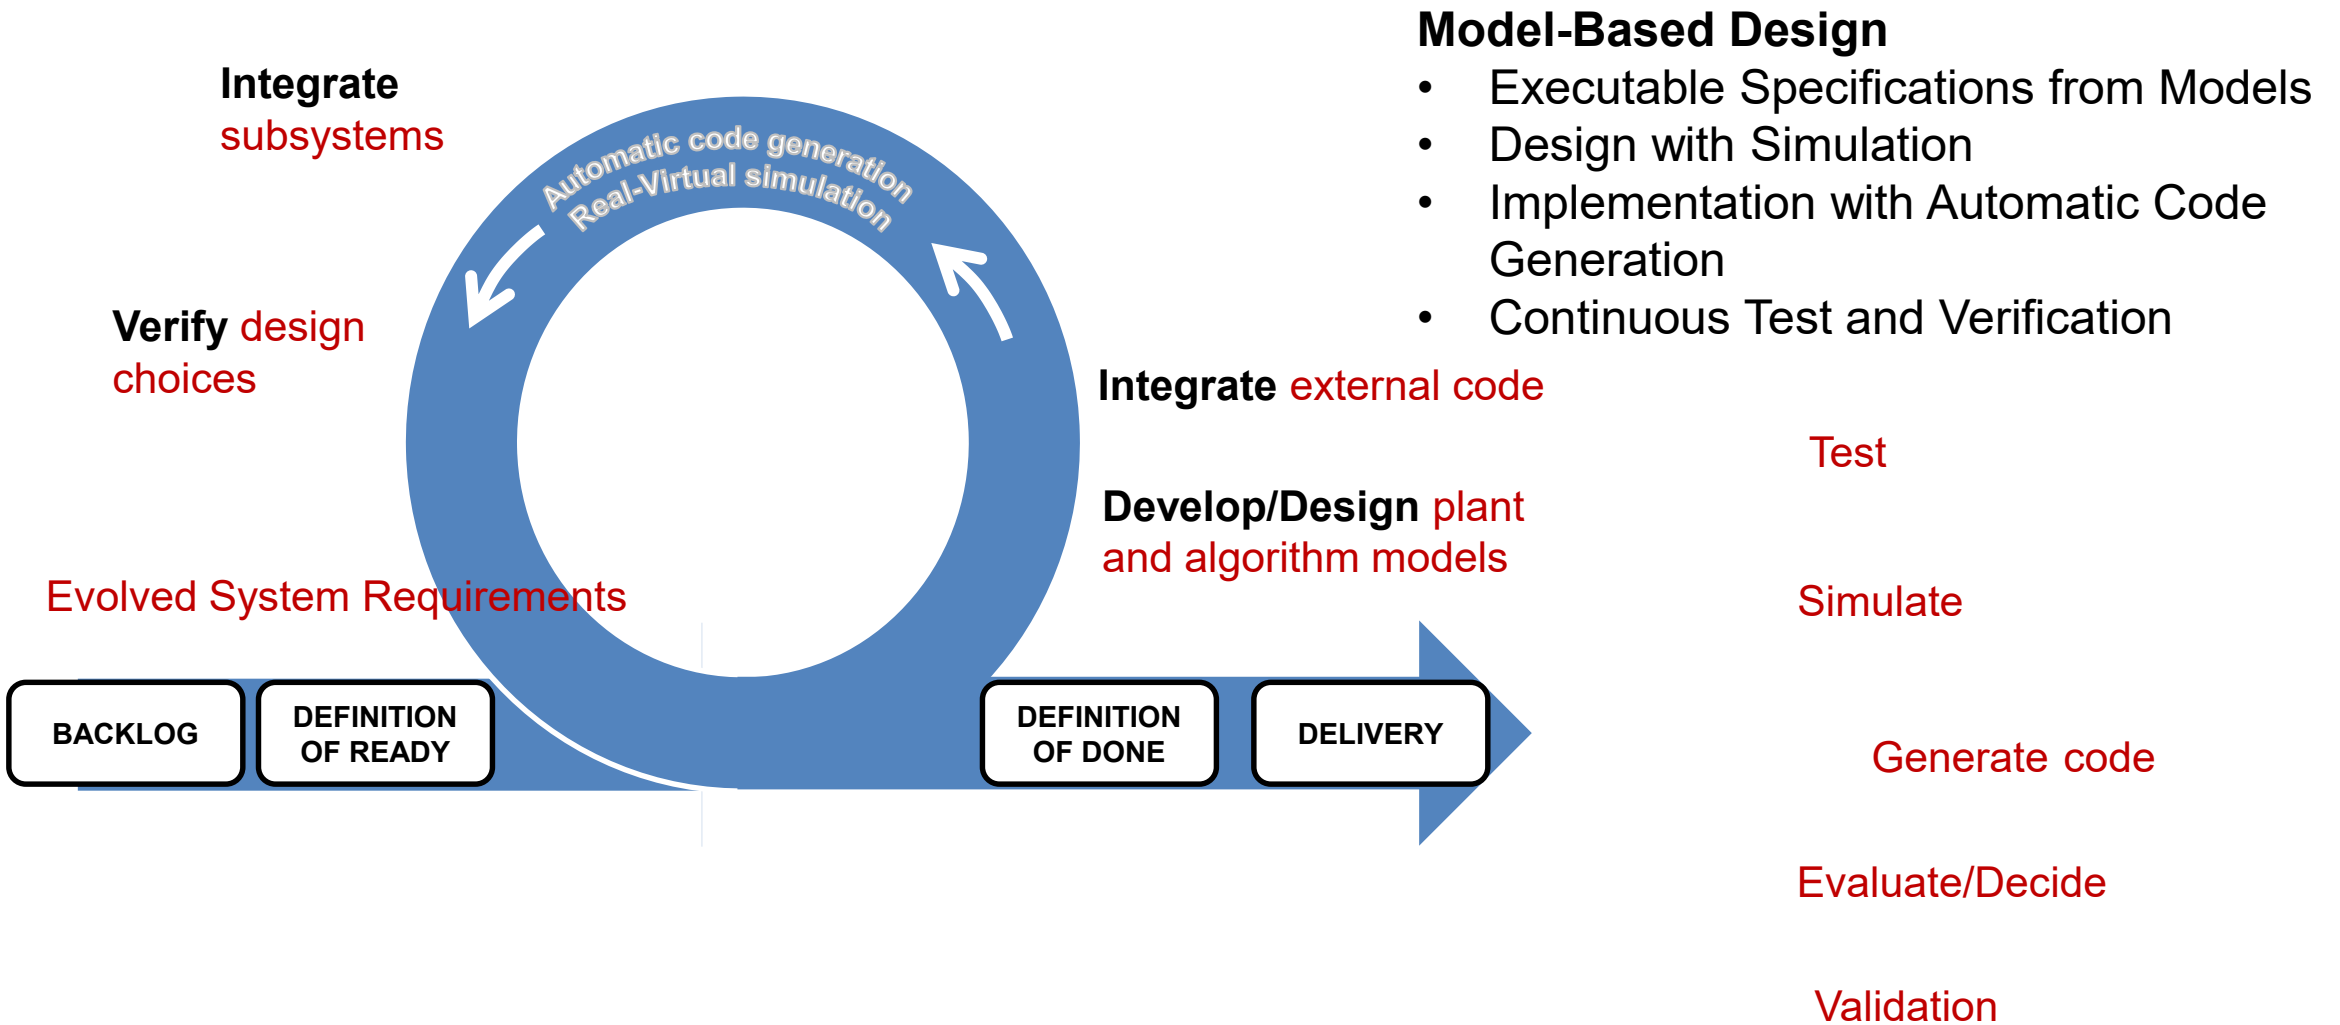 Model-Based Design
• Executable Specifications from Models
• Design with Simulation
• Implementation with Automatic Code
Generation
• Continuous Test and Verification
Integrate
subsystems
Automatic code generation
Real-Virtual simulation
Verify design
choices
Integrate external code
Test
Develop/Design plant
and algorithm models
Evolved System Requirements
Simulate
BACKLOG
DEFINITION
OF READY
DEFINITION
OF DONE
DELIVERY
Generate code
Evaluate/Decide
Validation